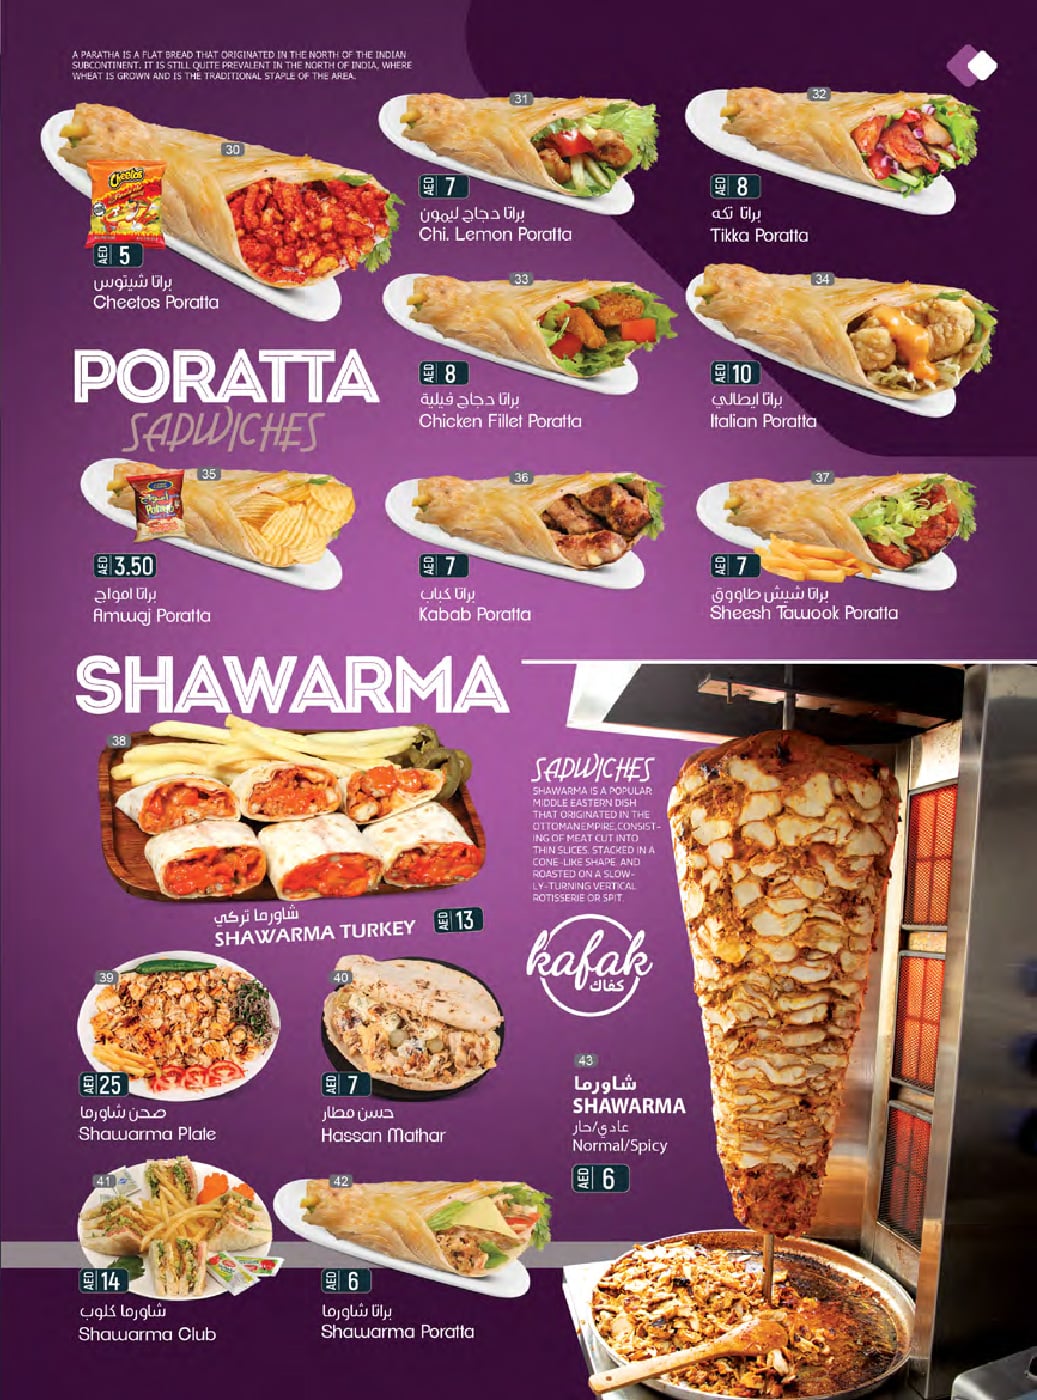 A PARATHA IS A FLAT BREAD THAT ORIGINATED IN THE NORTH OF THE INDIAN
SUBCONTINENT. IT IS STILL QUITE PREVALENT IN THE NORTH OF INDIA, WHERE
WHEAT IS GROWN AND IS THE TRADITIONAL STAPLE OF THE AREA.
30
Cheetos
AED 5
براتا شيتوس
Cheetos Poratta
31
AED 7
براتا دجاج ليمون
Chi. Lemon Poratta
32
AED 8
براتا تكه
Tikka Poratta
33
AED 8
براتا دجاج فيلية
Chicken Fillet Poratta
34
AED 10
براتا ايطالي
Italian Poratta
PORATTA
SADWICHES
35
AED 3.50
براتا امواج
Amwaj Poratta
36
AED 7
براتا كباب
Kabab Poratta
37
AED 7
براتا شيش طاووق
Sheesh Tawook Poratta
SHAWARMA
38
شاورما تركي
SHAWARMA TURKEY
AED 13
SADWICHES
SHAWARMA IS A POPULAR
MIDDLE EASTERN DISH
THAT ORIGINATED IN THE
OTTOMANEMPIRE,CONSIST-
ING OF MEAT CUT INTO
THIN SLICES, STACKED IN A
CONE-LIKE SHAPE, AND
ROASTED ON A SLOW-
LY-TURNING VERTICAL
ROTISSERIE OR SPIT.
kafak
كفاك
39
AED 25
صحن شاورما
Shawarma Plate
40
AED 7
حسن مطار
Hassan Mathar
41
AED 14
شاورما كلوب
Shawarma Club
42
AED 6
براتا شاورما
Shawarma Poratta
43
شاورما
SHAWARMA
عادي/حار
Normal/Spicy
AED 6